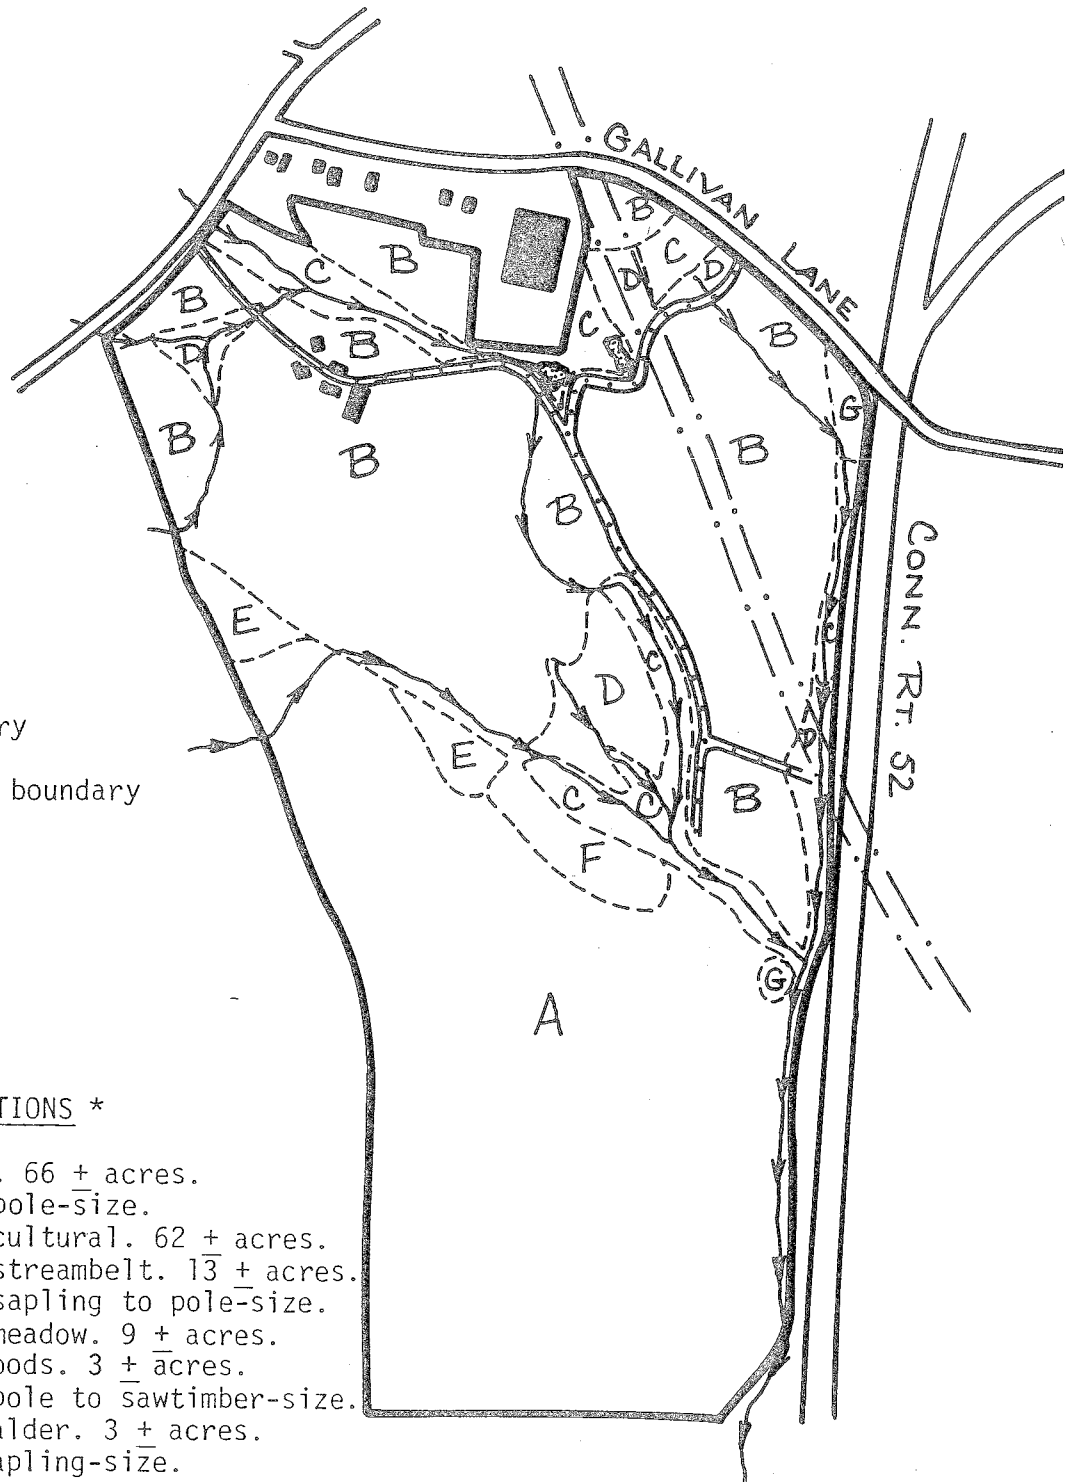 GALLIVAN LANE
B
C
D
D
B
C
B
B
C
B
B
D
G
B
B
B
B
CONN. RT. 52
C
E
C
D
D
ry
E
boundary
C
C
B
F
G
A
TIONS *
. 66 ± acres.
pole-size.
cultural. 62 ± acres.
streambelt. 13 ± acres.
sapling to pole-size.
meadow. 9 ± acres.
oods. 3 ± acres.
pole to sawtimber-size.
alder. 3 ± acres.
apling-size.